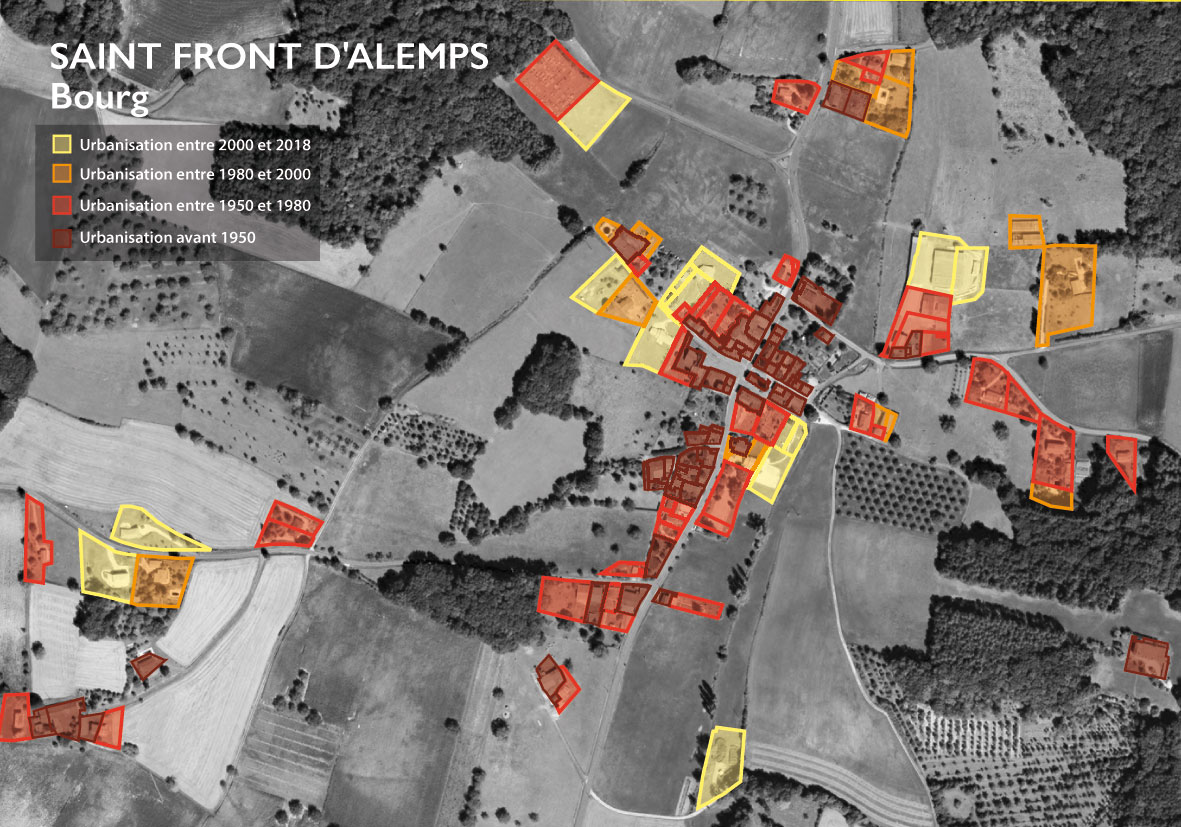 SAINT FRONT D'ALEMPS
Bourg
Urbanisation entre 2000 et 2018
Urbanisation entre 1980 et 2000
Urbanisation entre 1950 et 1980
Urbanisation avant 1950